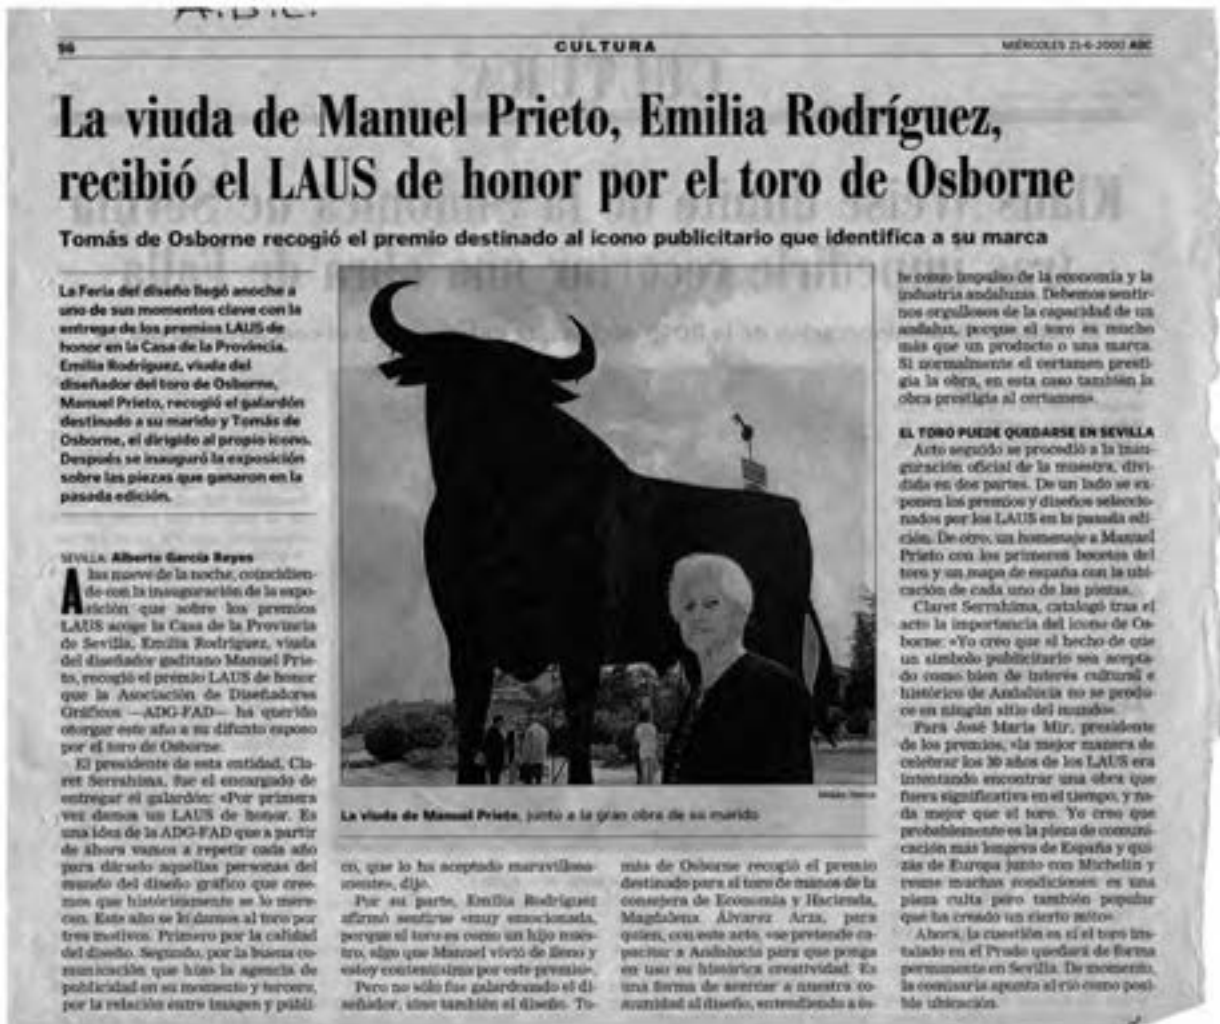 A.B.C.
56
CULTURA
MIÉRCOLES 21-6-2000 ABC
La viuda de Manuel Prieto, Emilia Rodríguez,
recibió el LAUS de honor por el toro de Osborne
Tomás de Osborne recogió el premio destinado al icono publicitario que identifica a su marca
La Feria del diseño llegó anoche a
uno de sus momentos clave con la
entrega de los premios LAUS de
honor en la Casa de la Provincia.
Emilia Rodríguez, viuda del
diseñador del toro de Osborne,
Manuel Prieto, recogió el galardón
destinado a su marido y Tomás de
Osborne, el dirigido al propio icono.
Después se inauguró la exposición
sobre las piezas que ganaron en la
pasada edición.
SEVILLA. Alberto García Reyes
A las nueve de la noche, coincidien-
do con la inauguración de la expo-
sición que sobre los premios
LAUS acoge la Casa de la Provincia
de Sevilla, Emilia Rodríguez, viuda
del diseñador gaditano Manuel Prie-
to, recogió el premio LAUS de honor
que la Asociación de Diseñadores
Gráficos —ADG-FAD— ha querido
otorgar este año a su difunto esposo
por el toro de Osborne.
El presidente de esta entidad, Cla-
ret Serrahima, fue el encargado de
entregar el galardón: «Por primera
vez damos un LAUS de honor. Es
una idea de la ADG-FAD que a partir
de ahora vamos a repetir cada año
para dárselo aquellas personas del
mundo del diseño gráfico que cree-
mos que históricamente se lo mere-
cen. Este año se lo damos al toro por
tres motivos. Primero por la calidad
del diseño. Segundo, por la buena co-
municación que hizo la agencia de
publicidad en su momento y tercero,
por la relación entre imagen y públi-
La viuda de Manuel Prieto, junto a la gran obra de su marido
co, que lo ha aceptado maravillosa-
mente», dijo.
Por su parte, Emilia Rodríguez
afirmó sentirse «muy emocionada,
porque el toro es como un hijo nues-
tro, algo que Manuel vivió de lleno y
estoy contentísima por este premio».
Pero no sólo fue galardonado el di-
señador, sino también el diseño. To-
más de Osborne recogió el premio
destinado para el toro de manos de la
consejera de Economía y Hacienda,
Magdalena Álvarez Arza, para
quien, con este acto, «se pretende ca-
pacitar a Andalucía para que ponga
en uso su histórica creatividad. Es
una forma de acercar a nuestra co-
munidad al diseño, entendiendo a és-
te como impulso de la economía y la
industria andaluzas. Debemos sentir-
nos orgullosos de la capacidad de un
andaluz, porque el toro es mucho
más que un producto o una marca.
Si normalmente el certamen presti-
gia la obra, en esta caso también la
obra prestigia al certamen».
EL TORO PUEDE QUEDARSE EN SEVILLA
Acto seguido se procedió a la inau-
guración oficial de la muestra, divi-
dida en dos partes. De un lado se ex-
ponen los premios y diseños seleccio-
nados por los LAUS en la pasada edi-
ción. De otro, un homenaje a Manuel
Prieto con los primeros bocetos del
toro y un mapa de españa con la ubi-
cación de cada uno de las piezas.
Claret Serrahima, catalogó tras el
acto la importancia del icono de Os-
borne: «Yo creo que el hecho de que
un símbolo publicitario sea acepta-
do como bien de interés cultural e
histórico de Andalucía no se produ-
ce en ningún sitio del mundo».
Para José María Mir, presidente
de los premios, «la mejor manera de
celebrar los 30 años de los LAUS era
intentando encontrar una obra que
fuera significativa en el tiempo, y na-
da mejor que el toro. Yo creo que
probablemente es la pieza de comuni-
cación más longeva de España y qui-
zás de Europa junto con Michelin y
reúne muchas condiciones: es una
pieza culta pero también popular
que ha creado un cierto mito».
Ahora, la cuestión es si el toro ins-
talado en el Prado quedará de forma
permanente en Sevilla. De momento,
la comisaria apunta al río como posi-
ble ubicación.